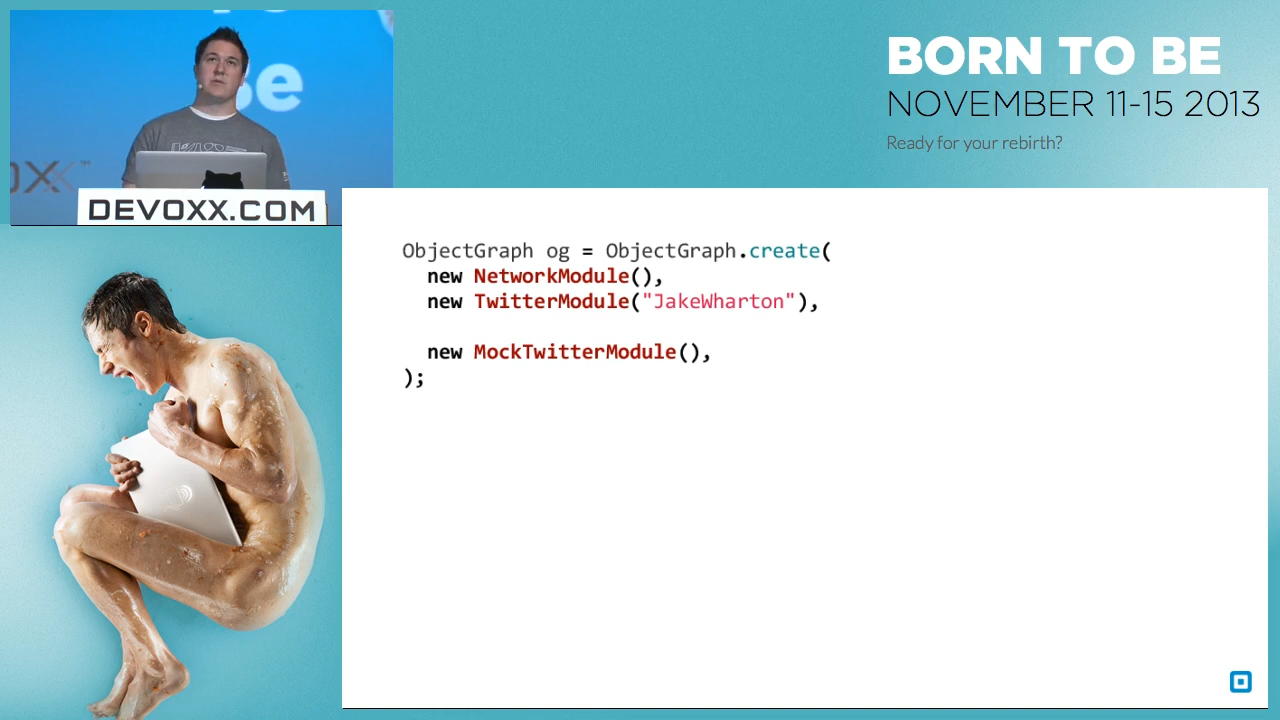 BORN TO BE
NOVEMBER 11-15 2013
Ready for your rebirth?
DEVOXX.COM
ObjectGraph og = ObjectGraph.create(
  new NetworkModule(),
  new TwitterModule("JakeWharton"),
  new MockTwitterModule(),
);